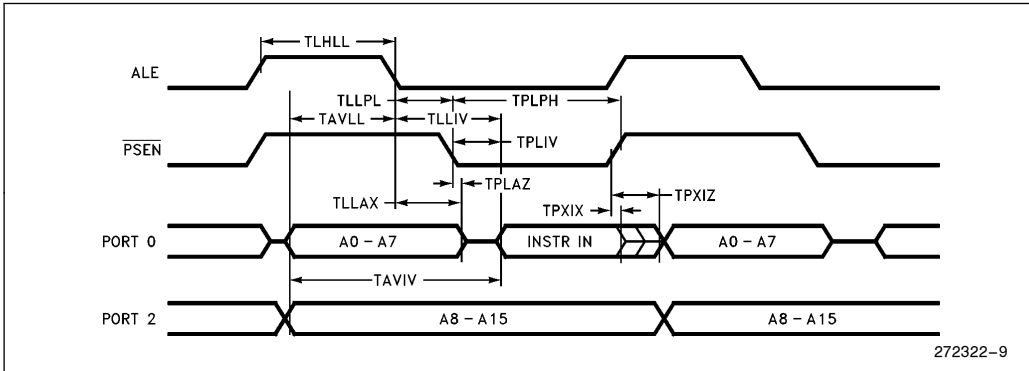 TLHLL
ALE
TLLPL
TPLPH
TAVLL
TLLIV
PSEN
TPLIV
TPLAZ
TLLAX
TPXIZ
TPXIX
PORT 0
A0 - A7
INSTR IN
A0 - A7
TAVIV
PORT 2
A8 - A15
A8 - A15
272322-9